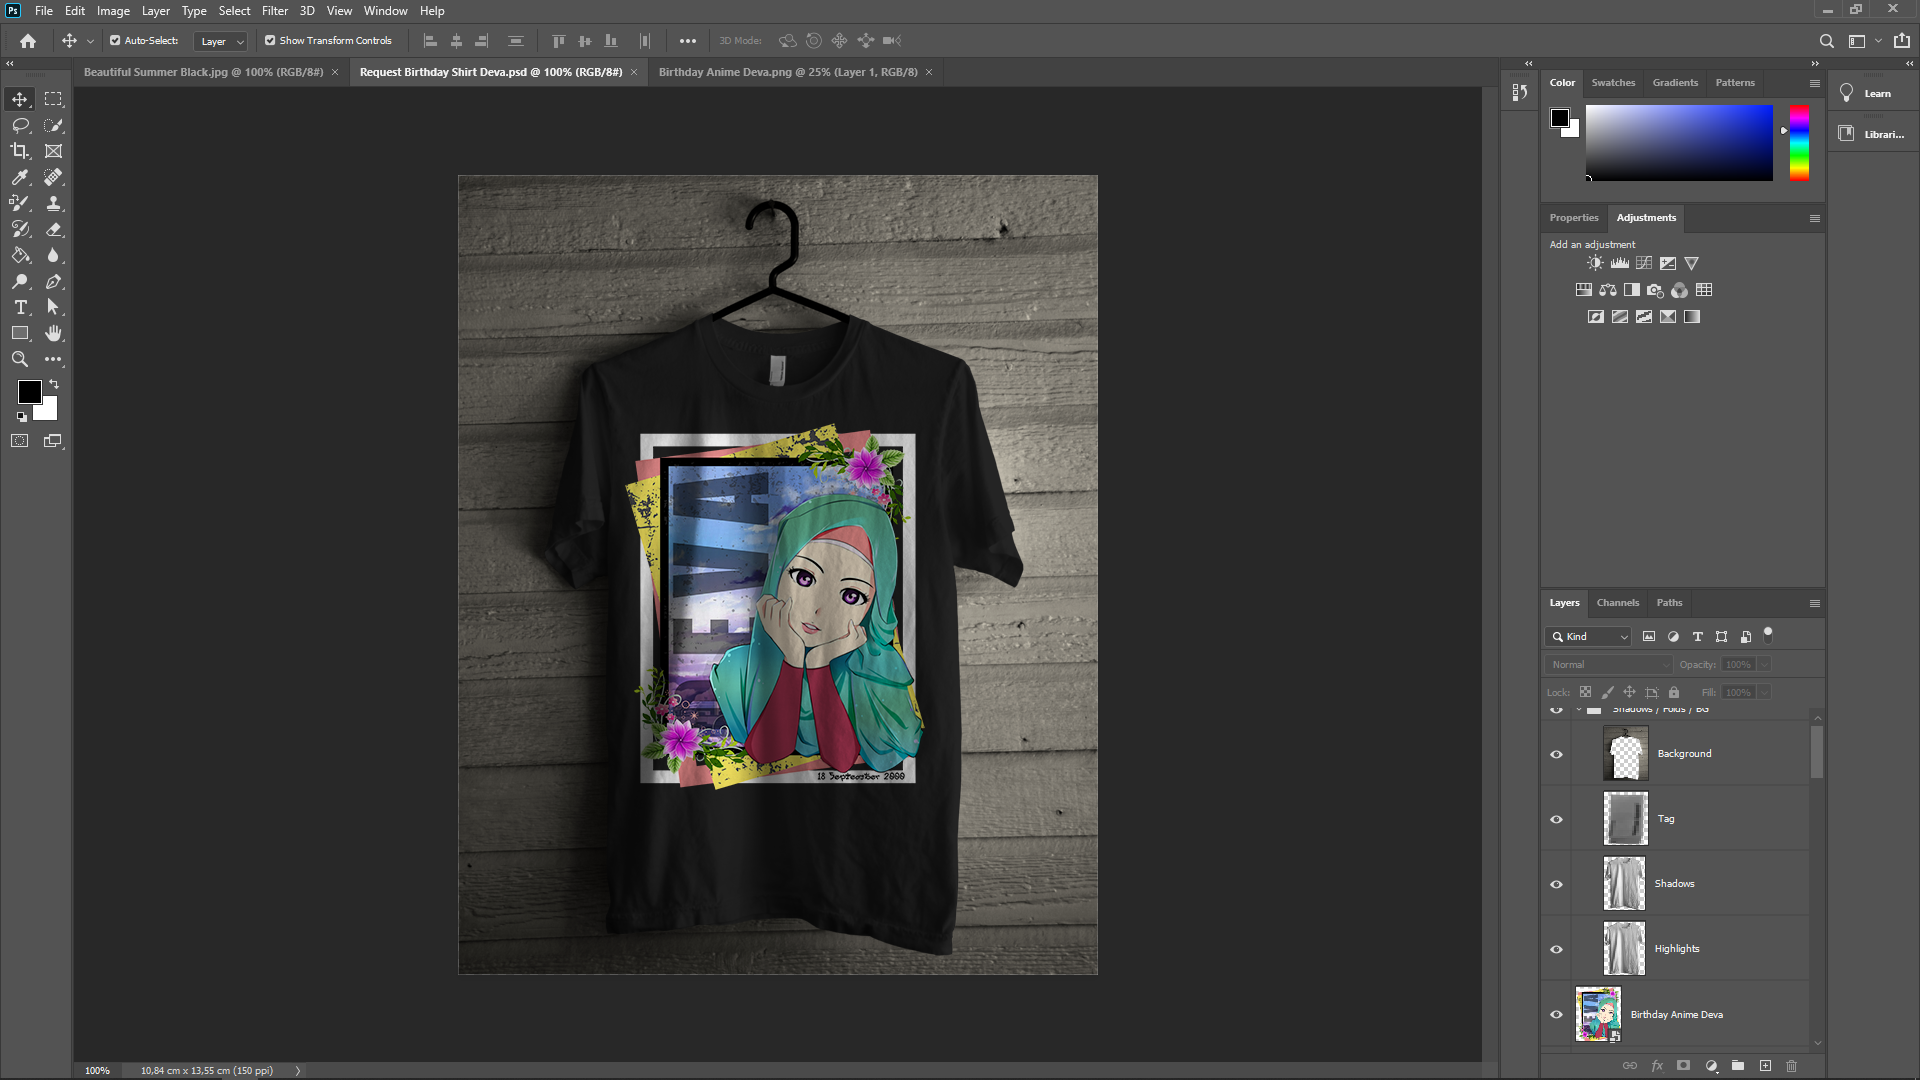 Ps File Edit Image Layer Type Select Filter 3D View Window Help
Auto-Select: Layer Show Transform Controls 3D Mode:
Beautiful Summer Black.jpg @ 100% (RGB/8#) × Request Birthday Shirt Deva.psd @ 100% (RGB/8#) × Birthday Anime Deva.png @ 25% (Layer 1, RGB/8) ×
Color Swatches Gradients Patterns
Learn
Librari...
Properties Adjustments
Add an adjustment
DEVA
18 September 2000
Layers Channels Paths
Kind
Normal Opacity: 100%
Lock: Fill: 100%
Shadows / Folds / BG
Background
Tag
Shadows
Highlights
Birthday Anime Deva
100% 10,84 cm x 13,55 cm (150 ppi)